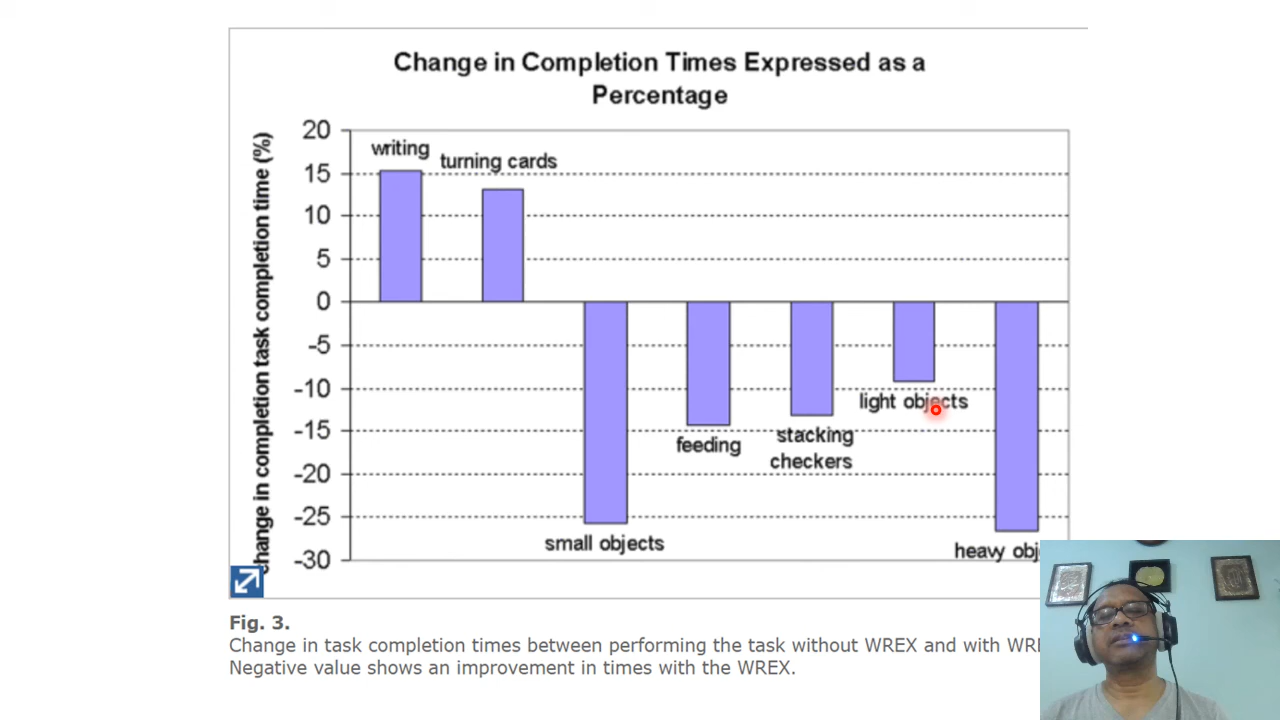 Change in Completion Times Expressed as a
Percentage
change in completion task completion time (%)
20
15
10
5
0
-5
-10
-15
-20
-25
-30
writing
turning cards
small objects
feeding
stacking
checkers
light objects
heavy obj
Fig. 3.
Change in task completion times between performing the task without WREX and with WRE
Negative value shows an improvement in times with the WREX.